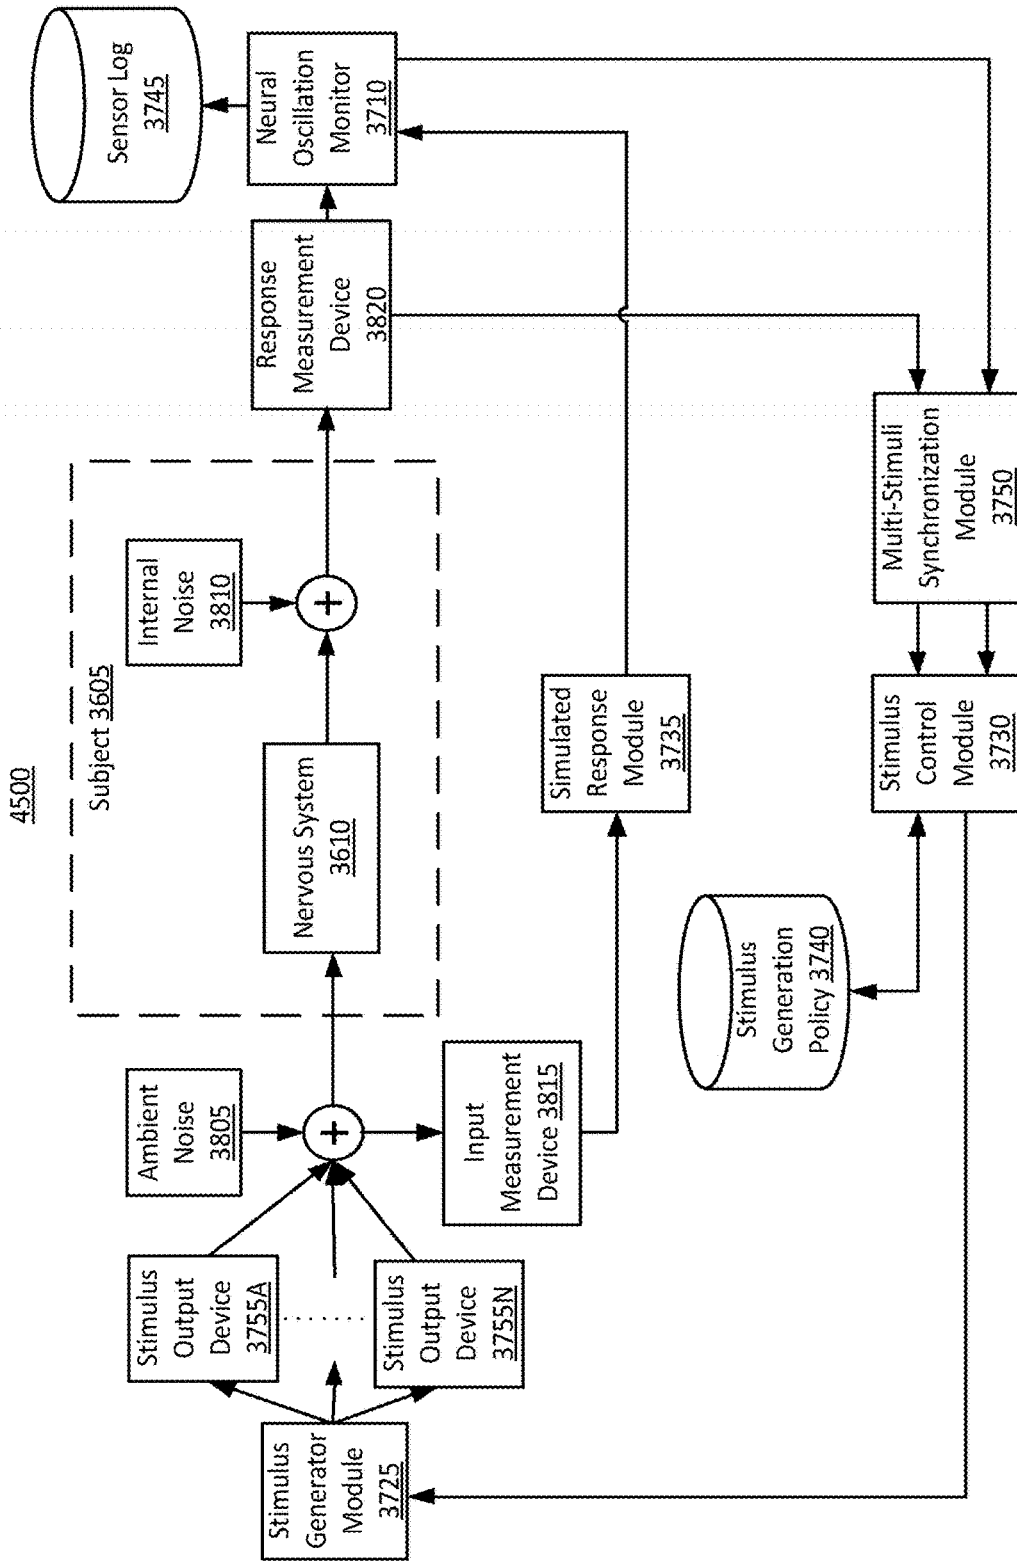 4500
Subject 3605
Stimulus
Generator
Module
3725
Stimulus
Output
Device
3755A
Stimulus
Output
Device
3755N
Ambient
Noise
3805
+
Input
Measurement
Device 3815
Nervous System
3610
Internal
Noise
3810
+
Response
Measurement
Device
3820
Neural
Oscillation
Monitor
3710
Sensor Log
3745
Simulated
Response
Module
3735
Stimulus
Generation
Policy 3740
Stimulus
Control
Module
3730
Multi-Stimuli
Synchronization
Module
3750